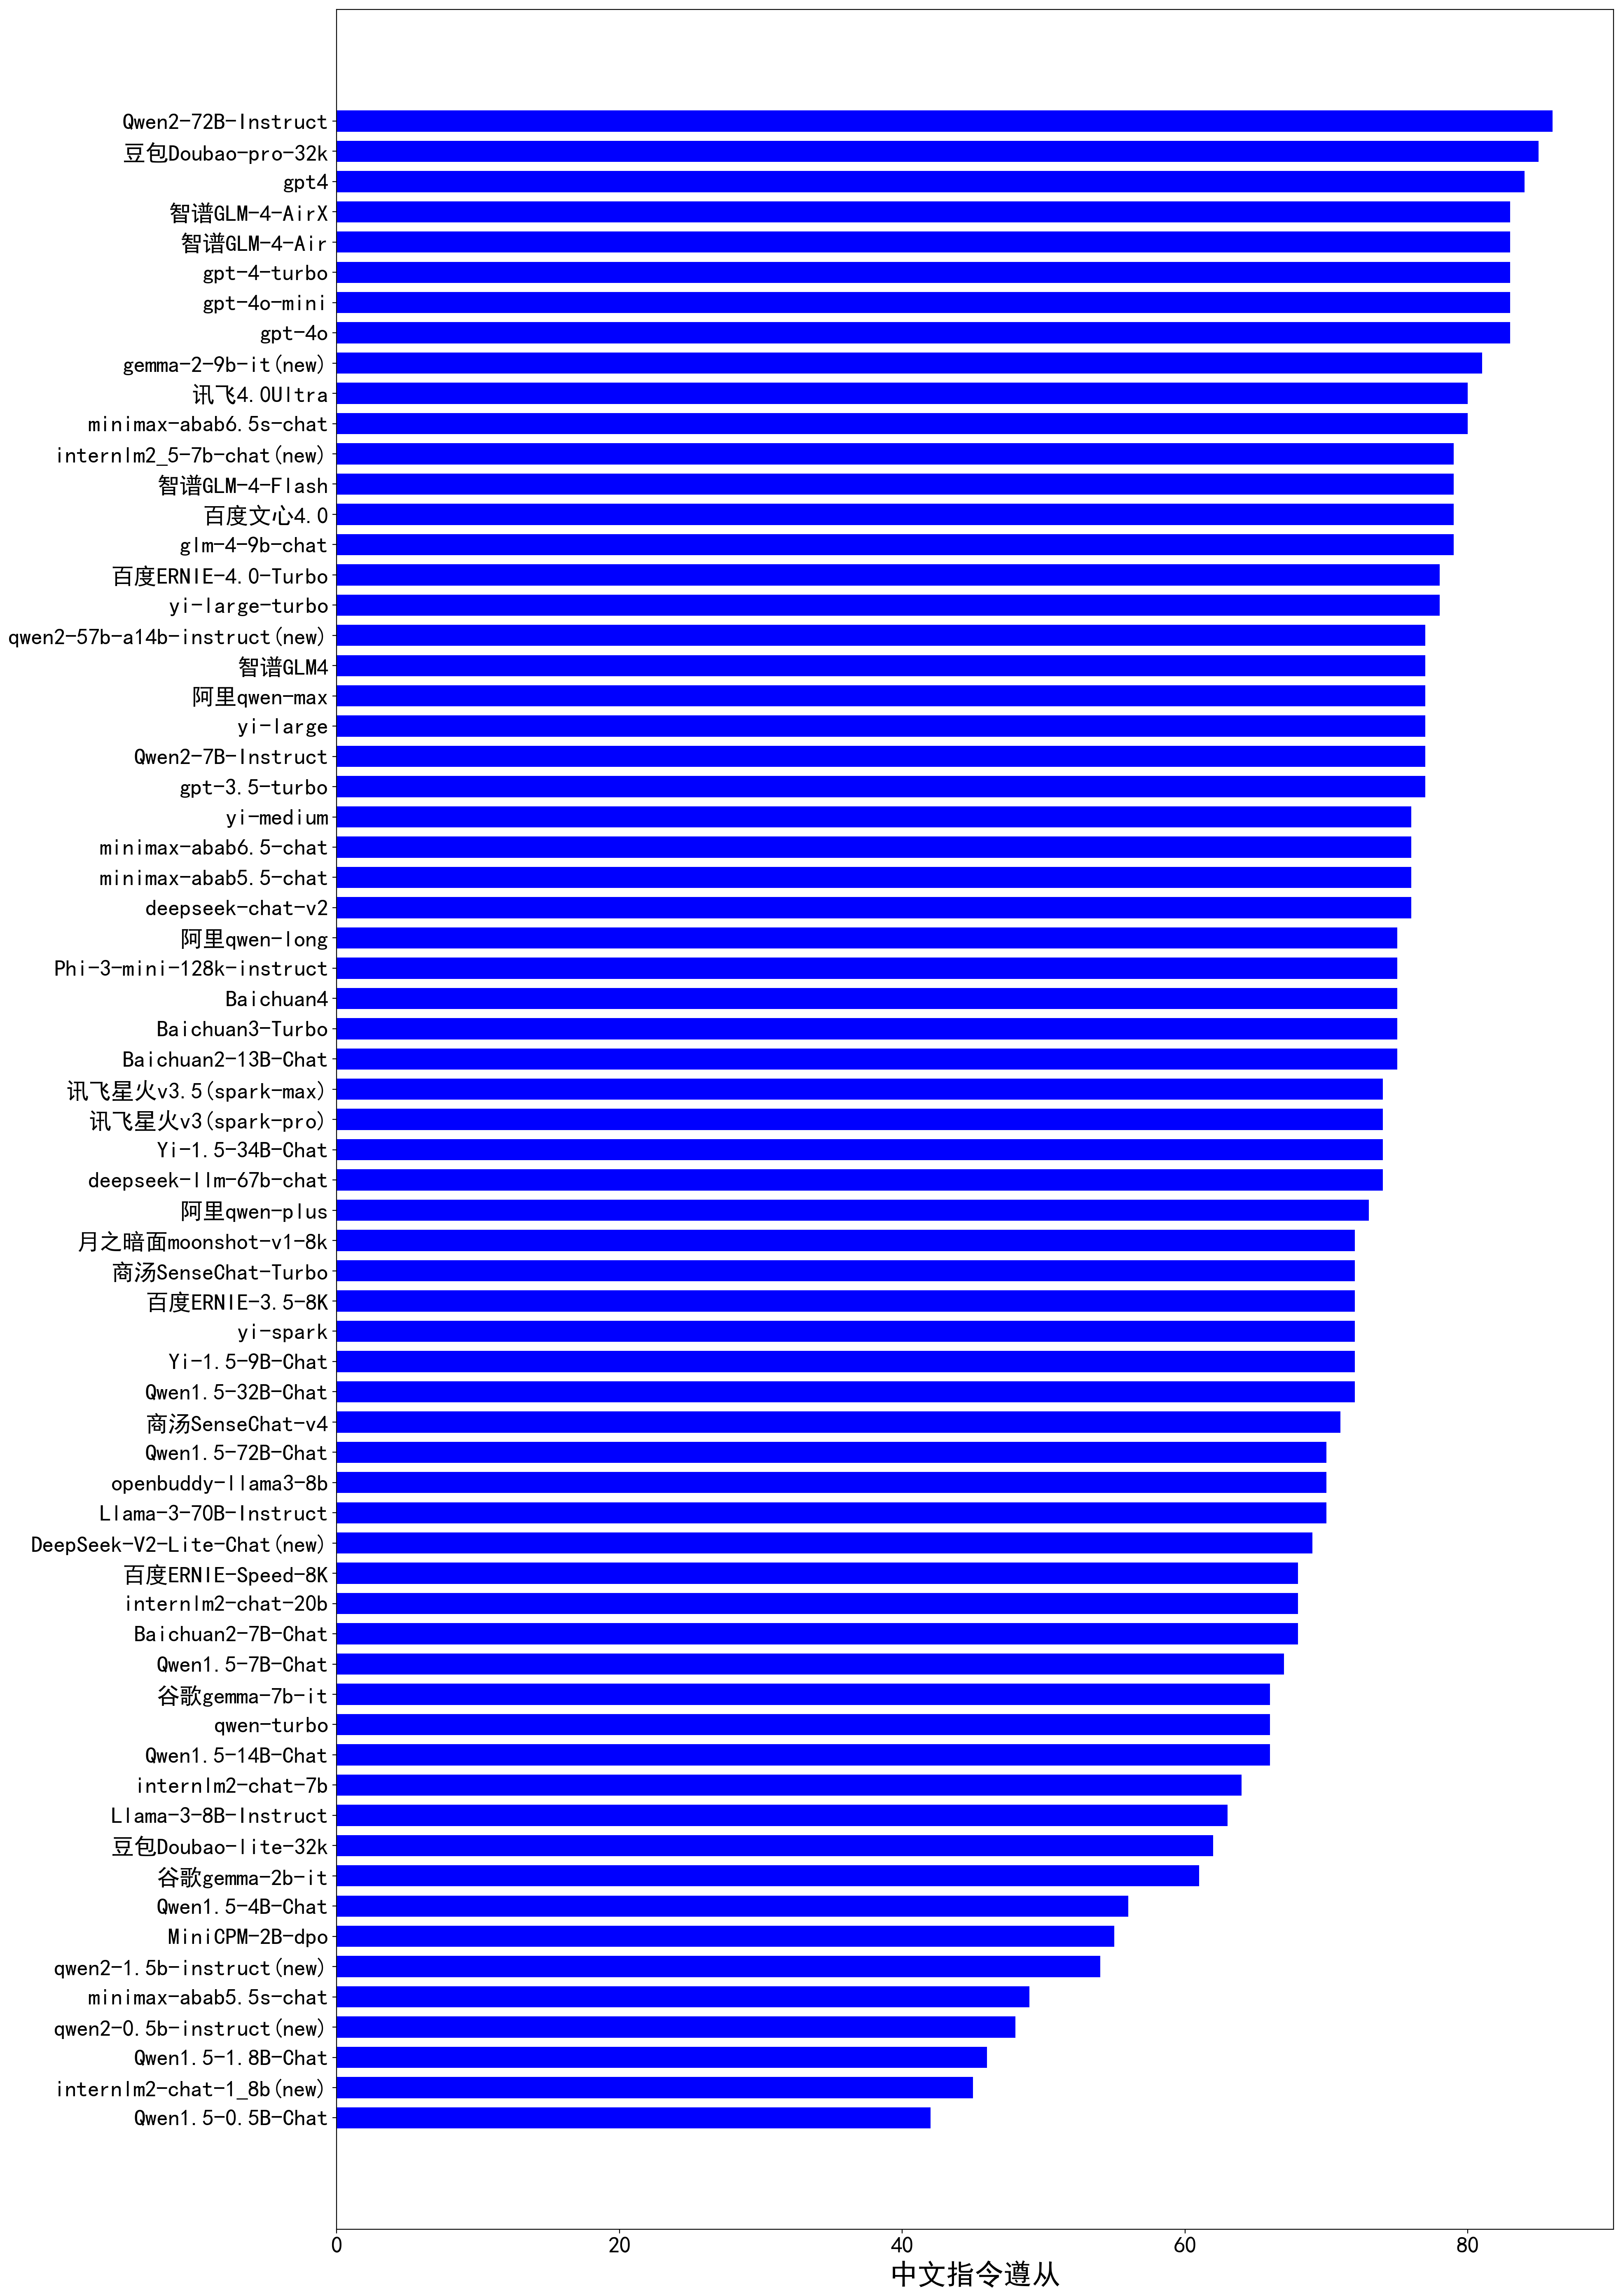 Qwen2-72B-Instruct
豆包Doubao-pro-32k
gpt4
智谱GLM-4-AirX
智谱GLM-4-Air
gpt-4-turbo
gpt-4o-mini
gpt-4o
gemma-2-9b-it(new)
讯飞4.0Ultra
minimax-abab6.5s-chat
internlm2_5-7b-chat(new)
智谱GLM-4-Flash
百度文心4.0
glm-4-9b-chat
百度ERNIE-4.0-Turbo
yi-large-turbo
qwen2-57b-a14b-instruct(new)
智谱GLM4
阿里qwen-max
yi-large
Qwen2-7B-Instruct
gpt-3.5-turbo
yi-medium
minimax-abab6.5-chat
minimax-abab5.5-chat
deepseek-chat-v2
阿里qwen-long
Phi-3-mini-128k-instruct
Baichuan4
Baichuan3-Turbo
Baichuan2-13B-Chat
讯飞星火v3.5(spark-max)
讯飞星火v3(spark-pro)
Yi-1.5-34B-Chat
deepseek-llm-67b-chat
阿里qwen-plus
月之暗面moonshot-v1-8k
商汤SenseChat-Turbo
百度ERNIE-3.5-8K
yi-spark
Yi-1.5-9B-Chat
Qwen1.5-32B-Chat
商汤SenseChat-v4
Qwen1.5-72B-Chat
openbuddy-llama3-8b
Llama-3-70B-Instruct
DeepSeek-V2-Lite-Chat(new)
百度ERNIE-Speed-8K
internlm2-chat-20b
Baichuan2-7B-Chat
Qwen1.5-7B-Chat
谷歌gemma-7b-it
qwen-turbo
Qwen1.5-14B-Chat
internlm2-chat-7b
Llama-3-8B-Instruct
豆包Doubao-lite-32k
谷歌gemma-2b-it
Qwen1.5-4B-Chat
MiniCPM-2B-dpo
qwen2-1.5b-instruct(new)
minimax-abab5.5s-chat
qwen2-0.5b-instruct(new)
Qwen1.5-1.8B-Chat
internlm2-chat-1_8b(new)
Qwen1.5-0.5B-Chat
0 20 40 60 80
中文指令遵从